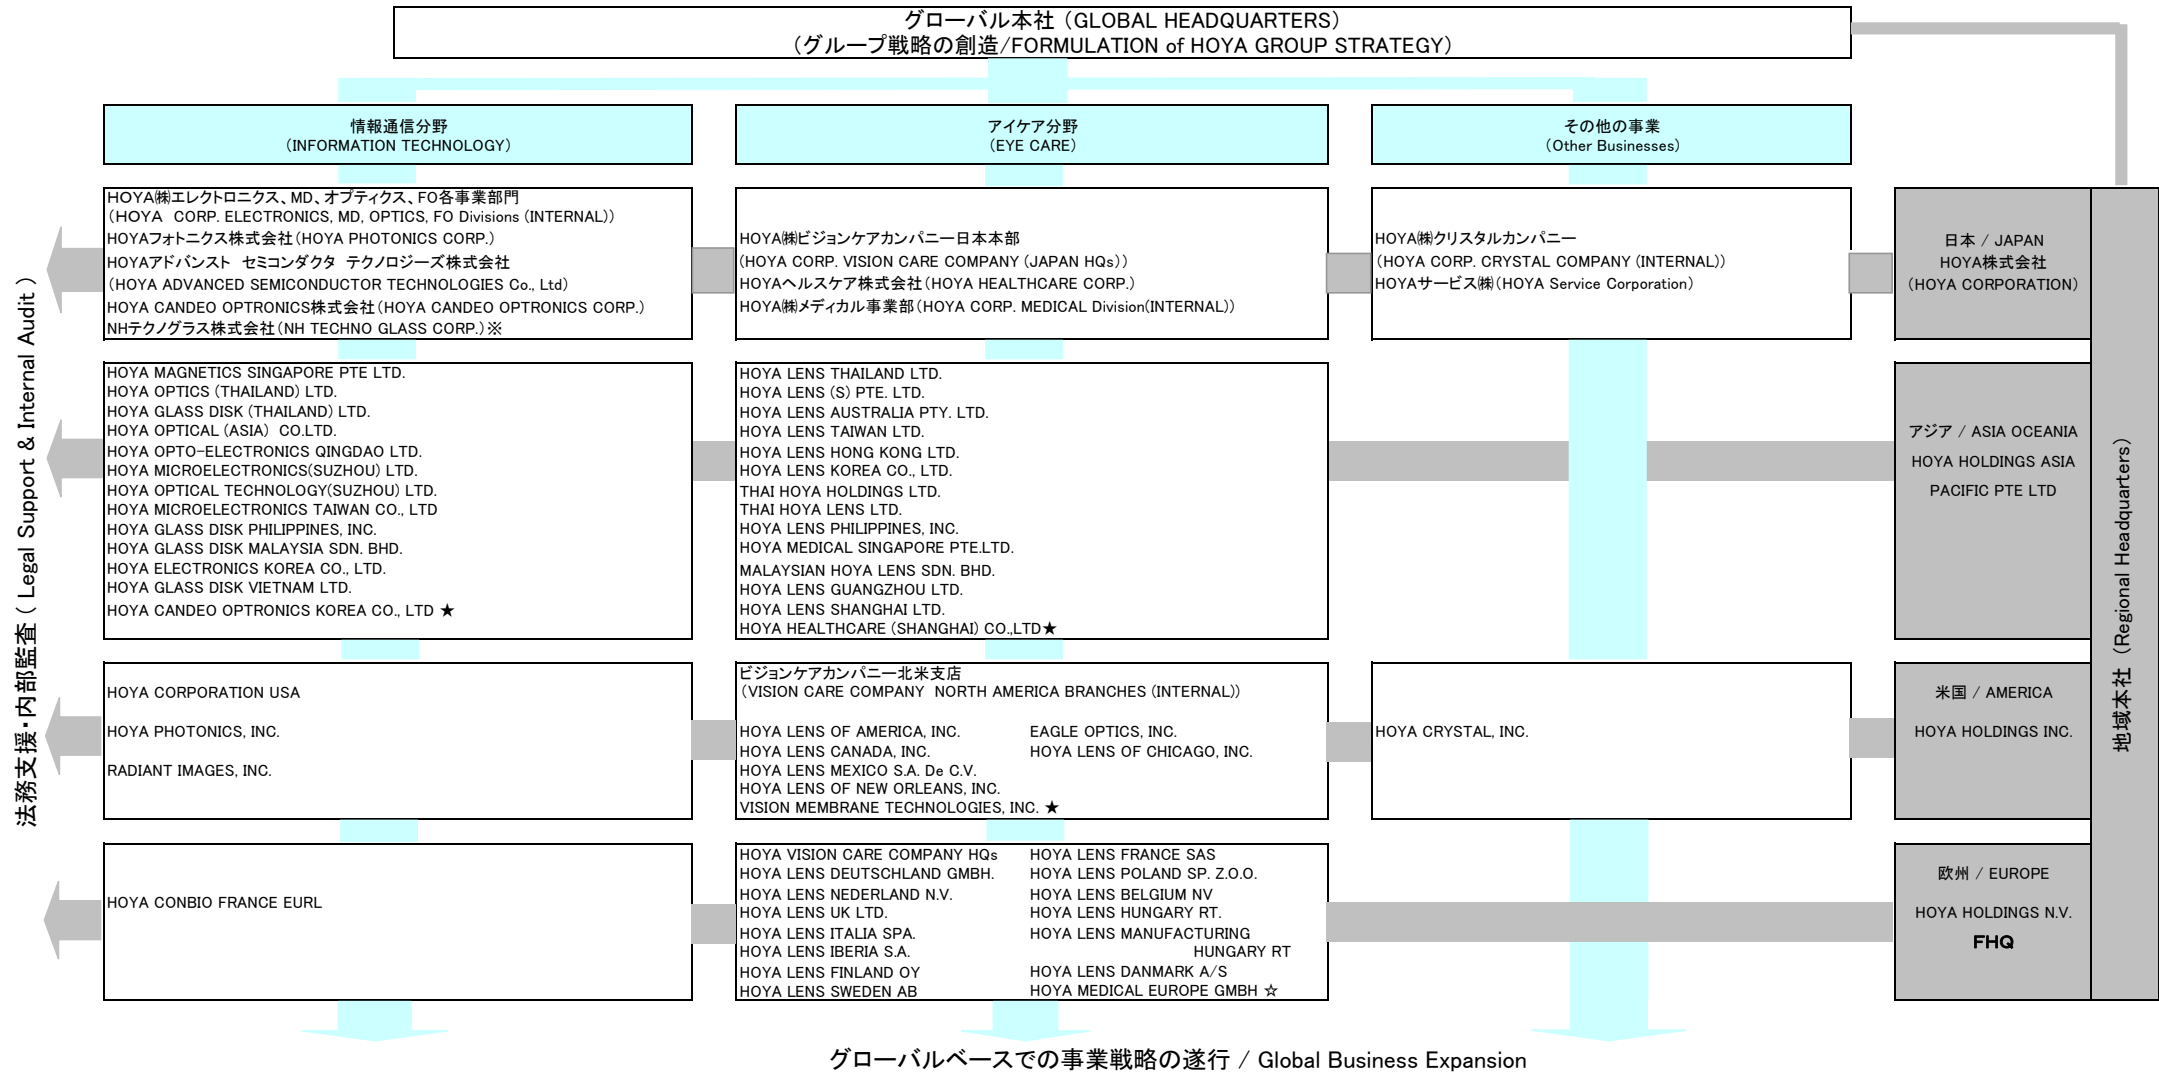 グローバル本社（GLOBAL HEADQUARTERS）
（グループ戦略の創造/FORMULATION of HOYA GROUP STRATEGY）
情報通信分野
（INFORMATION TECHNOLOGY）
アイケア分野
（EYE CARE）
その他の事業
（Other Businesses）
HOYA㈱エレクトロニクス、MD、オプティクス、FO各事業部門
（HOYA　CORP. ELECTRONICS, MD, OPTICS, FO Divisions (INTERNAL)）
HOYAフォトニクス株式会社（HOYA PHOTONICS CORP.）
HOYAアドバンスト　セミコンダクタ　テクノロジーズ株式会社
（HOYA ADVANCED SEMICONDUCTOR TECHNOLOGIES Co., Ltd）
HOYA CANDEO OPTRONICS株式会社（HOYA CANDEO OPTRONICS CORP.）
NHテクノグラス株式会社（NH TECHNO GLASS CORP.）※
HOYA㈱ビジョンケアカンパニー日本本部
（HOYA CORP. VISION CARE COMPANY (JAPAN HQs)）
HOYAヘルスケア株式会社（HOYA HEALTHCARE CORP.）
HOYA㈱メディカル事業部（HOYA CORP. MEDICAL Division(INTERNAL)）
HOYA㈱クリスタルカンパニー
（HOYA CORP. CRYSTAL COMPANY (INTERNAL)）
HOYAサービス㈱（HOYA Service Corporation）
日本 / JAPAN
HOYA株式会社
（HOYA CORPORATION）
HOYA MAGNETICS SINGAPORE PTE LTD.
HOYA OPTICS (THAILAND) LTD.
HOYA GLASS DISK (THAILAND) LTD.
HOYA OPTICAL (ASIA)  CO.LTD.
HOYA OPTO-ELECTRONICS QINGDAO LTD.
HOYA MICROELECTRONICS(SUZHOU) LTD.
HOYA OPTICAL TECHNOLOGY(SUZHOU) LTD.
HOYA MICROELECTRONICS TAIWAN CO., LTD
HOYA GLASS DISK PHILIPPINES, INC.
HOYA GLASS DISK MALAYSIA SDN. BHD.
HOYA ELECTRONICS KOREA CO., LTD.
HOYA GLASS DISK VIETNAM LTD.
HOYA CANDEO OPTRONICS KOREA CO., LTD ★
HOYA LENS THAILAND LTD.
HOYA LENS (S) PTE. LTD.
HOYA LENS AUSTRALIA PTY. LTD.
HOYA LENS TAIWAN LTD.
HOYA LENS HONG KONG LTD.
HOYA LENS KOREA CO., LTD.
THAI HOYA HOLDINGS LTD.
THAI HOYA LENS LTD.
HOYA LENS PHILIPPINES, INC.
HOYA MEDICAL SINGAPORE PTE.LTD.
MALAYSIAN HOYA LENS SDN. BHD.
HOYA LENS GUANGZHOU LTD.
HOYA LENS SHANGHAI LTD.
HOYA HEALTHCARE (SHANGHAI) CO.,LTD★
アジア / ASIA OCEANIA
HOYA HOLDINGS ASIA
PACIFIC PTE LTD
HOYA CORPORATION USA
HOYA PHOTONICS, INC.
RADIANT IMAGES, INC.
ビジョンケアカンパニー北米支店
（VISION CARE COMPANY  NORTH AMERICA BRANCHES (INTERNAL)）
HOYA LENS OF AMERICA, INC.
HOYA LENS CANADA, INC.
HOYA LENS MEXICO S.A. De C.V.
HOYA LENS OF NEW ORLEANS, INC.
VISION MEMBRANE TECHNOLOGIES, INC. ★
EAGLE OPTICS, INC.
HOYA LENS OF CHICAGO, INC.
HOYA CRYSTAL, INC.
米国 / AMERICA
HOYA HOLDINGS INC.
HOYA CONBIO FRANCE EURL
HOYA VISION CARE COMPANY HQs
HOYA LENS DEUTSCHLAND GMBH.
HOYA LENS NEDERLAND N.V.
HOYA LENS UK LTD.
HOYA LENS ITALIA SPA.
HOYA LENS IBERIA S.A.
HOYA LENS FINLAND OY
HOYA LENS SWEDEN AB
HOYA LENS FRANCE SAS
HOYA LENS POLAND SP. Z.O.O.
HOYA LENS BELGIUM NV
HOYA LENS HUNGARY RT.
HOYA LENS MANUFACTURING
HUNGARY RT
HOYA LENS DANMARK A/S
HOYA MEDICAL EUROPE GMBH ☆
欧州 / EUROPE
HOYA HOLDINGS N.V.
FHQ
地域本社（Regional Headquarters）
法務支援・内部監査（ Legal Support & Internal Audit ）
グローバルベースでの事業戦略の遂行 / Global Business Expansion